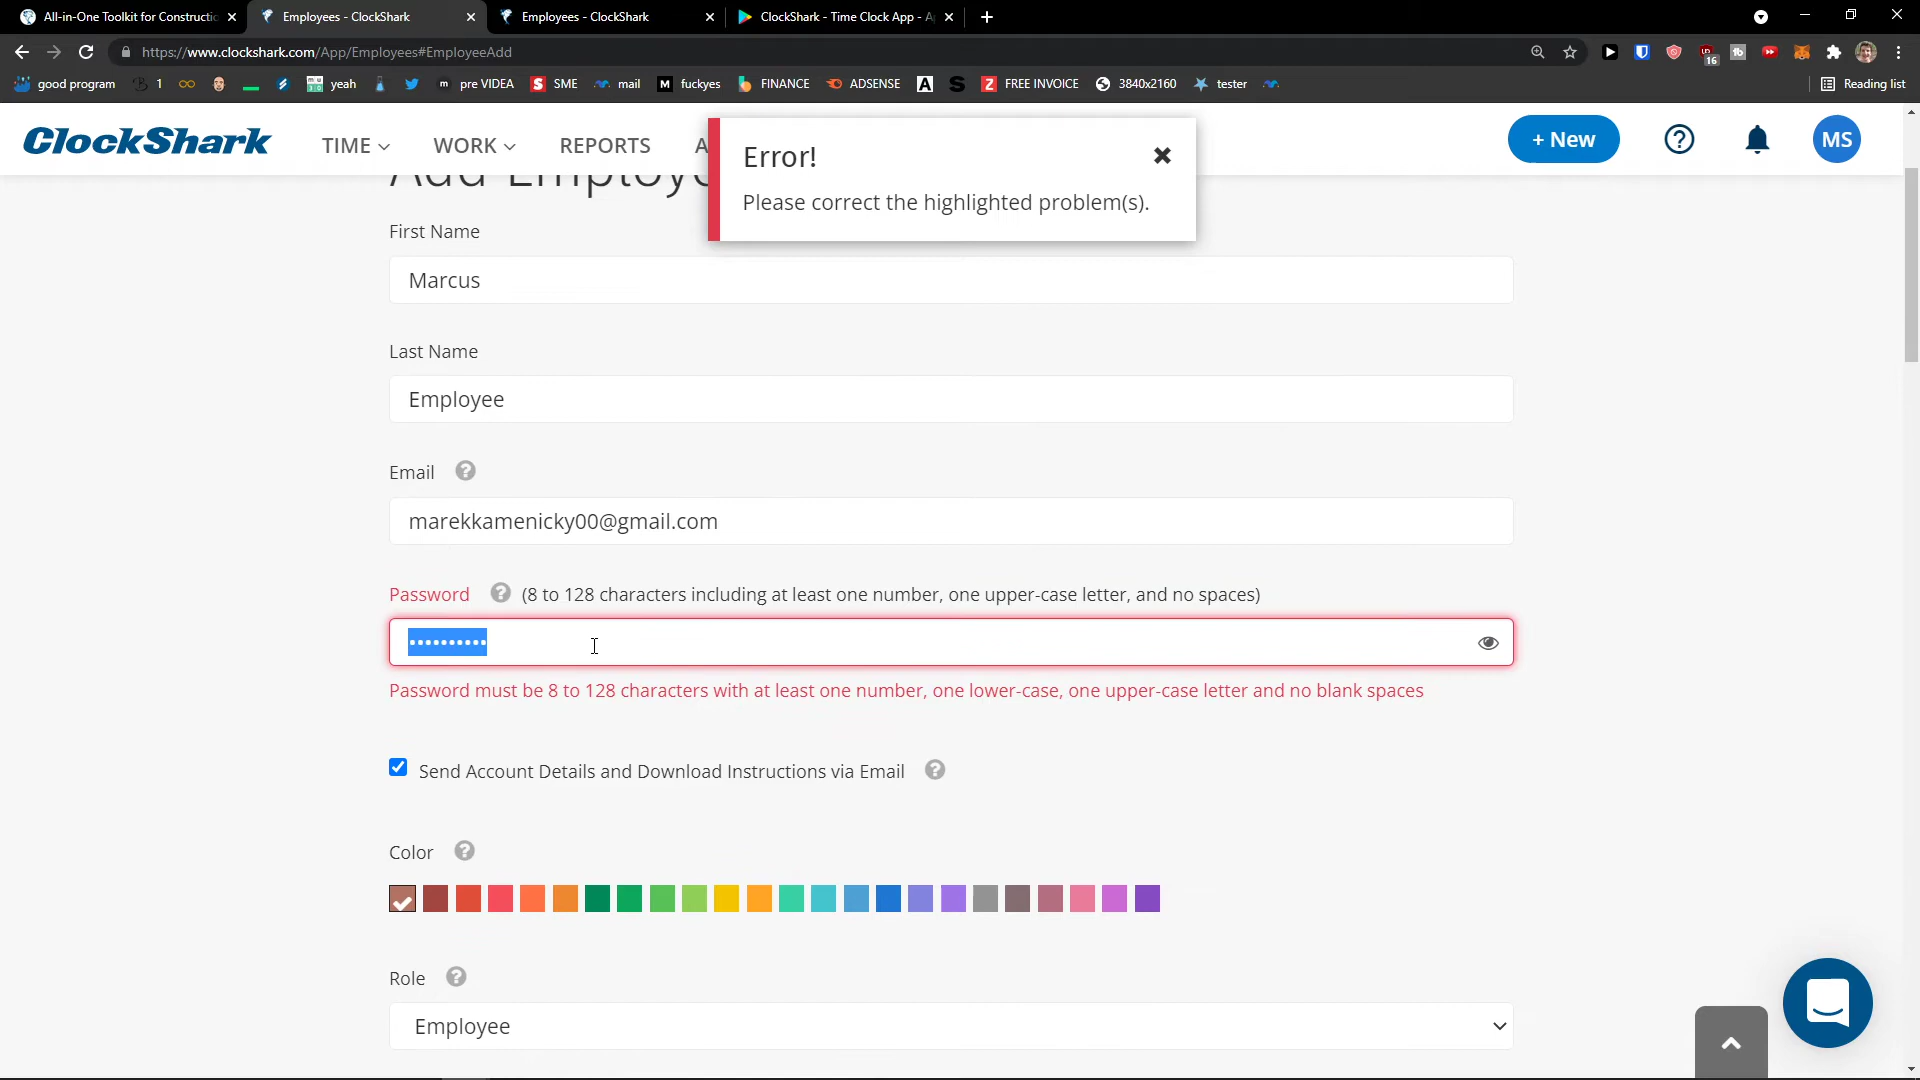 All-in-One Toolkit for Constructio
Employees - ClockShark
Employees - ClockShark
ClockShark - Time Clock App - A
https://www.clockshark.com/App/Employees#EmployeeAdd
16
good program
1
yeah
pre VIDEA
SME
mail
fuckyes
FINANCE
ADSENSE
FREE INVOICE
3840x2160
tester
Reading list
ClockShark
TIME
WORK
REPORTS
A
+ New
MS
Error!
Please correct the highlighted problem(s).
Add Employe
First Name
Marcus
Last Name
Employee
Email
marekkamenicky00@gmail.com
Password
(8 to 128 characters including at least one number, one upper-case letter, and no spaces)
••••••••••
Password must be 8 to 128 characters with at least one number, one lower-case, one upper-case letter and no blank spaces
Send Account Details and Download Instructions via Email
Color
Role
Employee